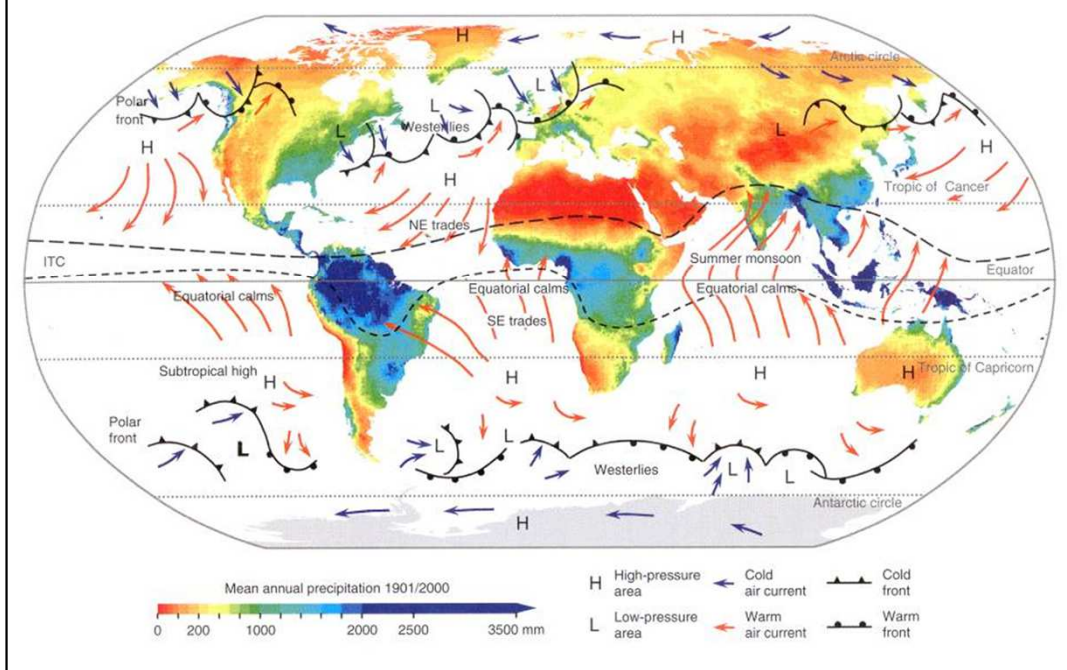 H
H
Arctic circle
Polar
front
L
Westerlies
L
L
L
H
H
H
Tropic of Cancer
NE trades
Summer monsoon
ITC
Equator
Equatorial calms
Equatorial calms
Equatorial calms
SE trades
Subtropical high
H
H
H
H
Tropic of Capricorn
Polar
front
L
L
L
Westerlies
L
L
Antarctic circle
H
Mean annual precipitation 1901/2000
0 200 1000 2000 2500 3500 mm
H High-pressure
area
Cold
air current
Cold
front
L Low-pressure
area
Warm
air current
Warm
front